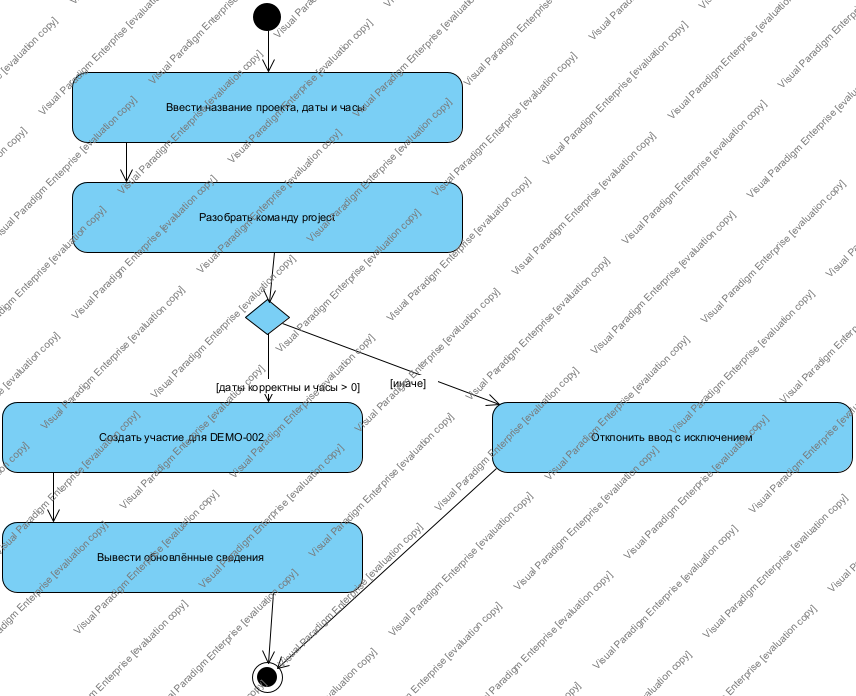 Ввести название проекта, даты и часы
Разобрать команду project
[даты корректны и часы > 0]
[иначе]
Создать участие для DEMO-002
Отклонить ввод с исключением
Вывести обновлённые сведения
Visual Paradigm Enterprise [evaluation copy]